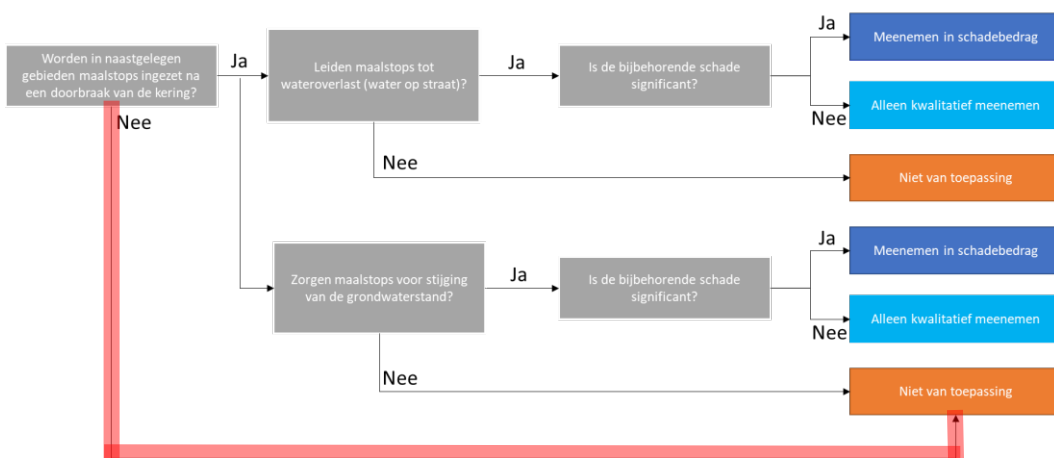 Worden in naastgelegen
gebieden maalstops ingezet na
een doorbraak van de kering?
Ja
Nee
Leiden maalstops tot
wateroverlast (water op straat)?
Ja
Nee
Is de bijbehorende schade
significant?
Ja
Nee
Meenemen in schadebedrag
Alleen kwalitatief meenemen
Niet van toepassing
Zorgen maalstops voor stijging
van de grondwaterstand?
Ja
Nee
Is de bijbehorende schade
significant?
Ja
Nee
Meenemen in schadebedrag
Alleen kwalitatief meenemen
Niet van toepassing